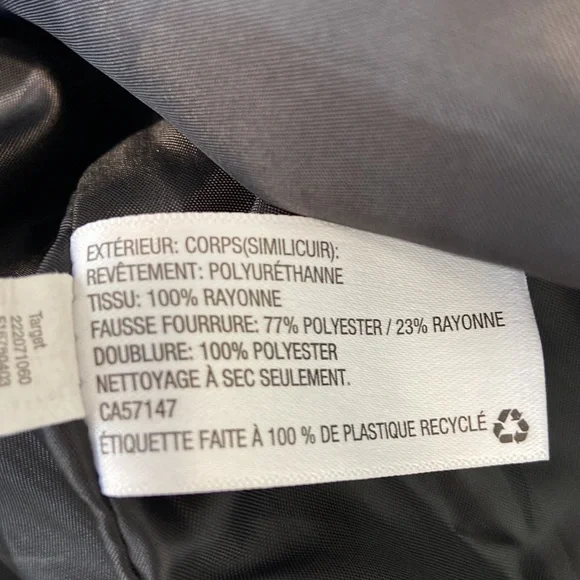 EXTÉRIEUR: CORPS(SIMILICUIR):
REVÊTEMENT: POLYURÉTHANNE
TISSU: 100% RAYONNE
FAUSSE FOURRURE: 77% POLYESTER / 23% RAYONNE
DOUBLURE: 100% POLYESTER
NETTOYAGE À SEC SEULEMENT.
CA57147
ÉTIQUETTE FAITE À 100 % DE PLASTIQUE RECYCLÉ
Target
222071060